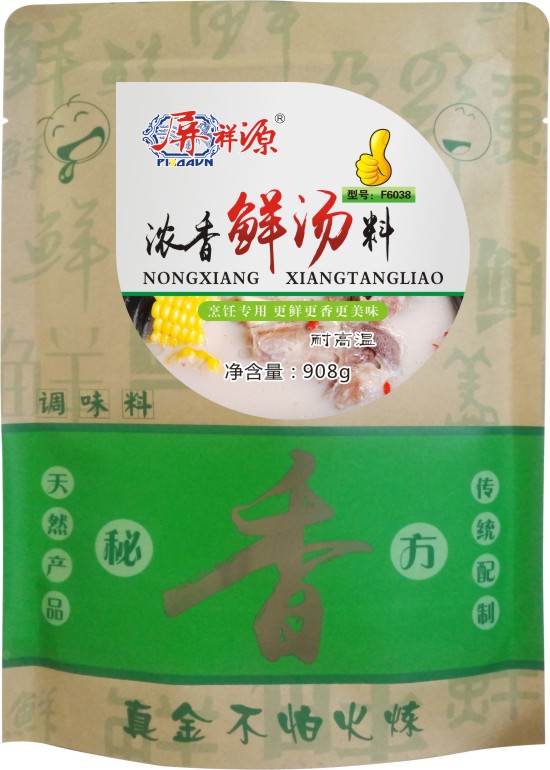 屏祥源®
PIZAAVN
型号：F6038
浓香鲜汤料
NONGXIANG XIANGTANGLIAO
烹饪专用 更鲜更香更美味
耐高温
净含量：908g
调味料
天然产品
秘香方
传统配制
真金不怕火炼